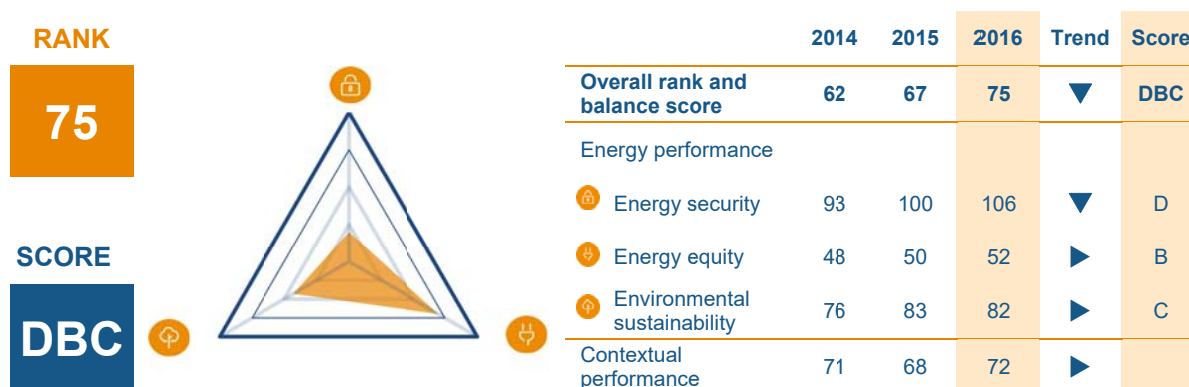 RANK
75
SCORE
DBC
2014 2015 2016 Trend Score
Overall rank and
balance score 62 67 75 ▼ DBC
Energy performance
Energy security 93 100 106 ▼ D
Energy equity 48 50 52 ▶ B
Environmental
sustainability 76 83 82 ▶ C
Contextual
performance 71 68 72 ▶